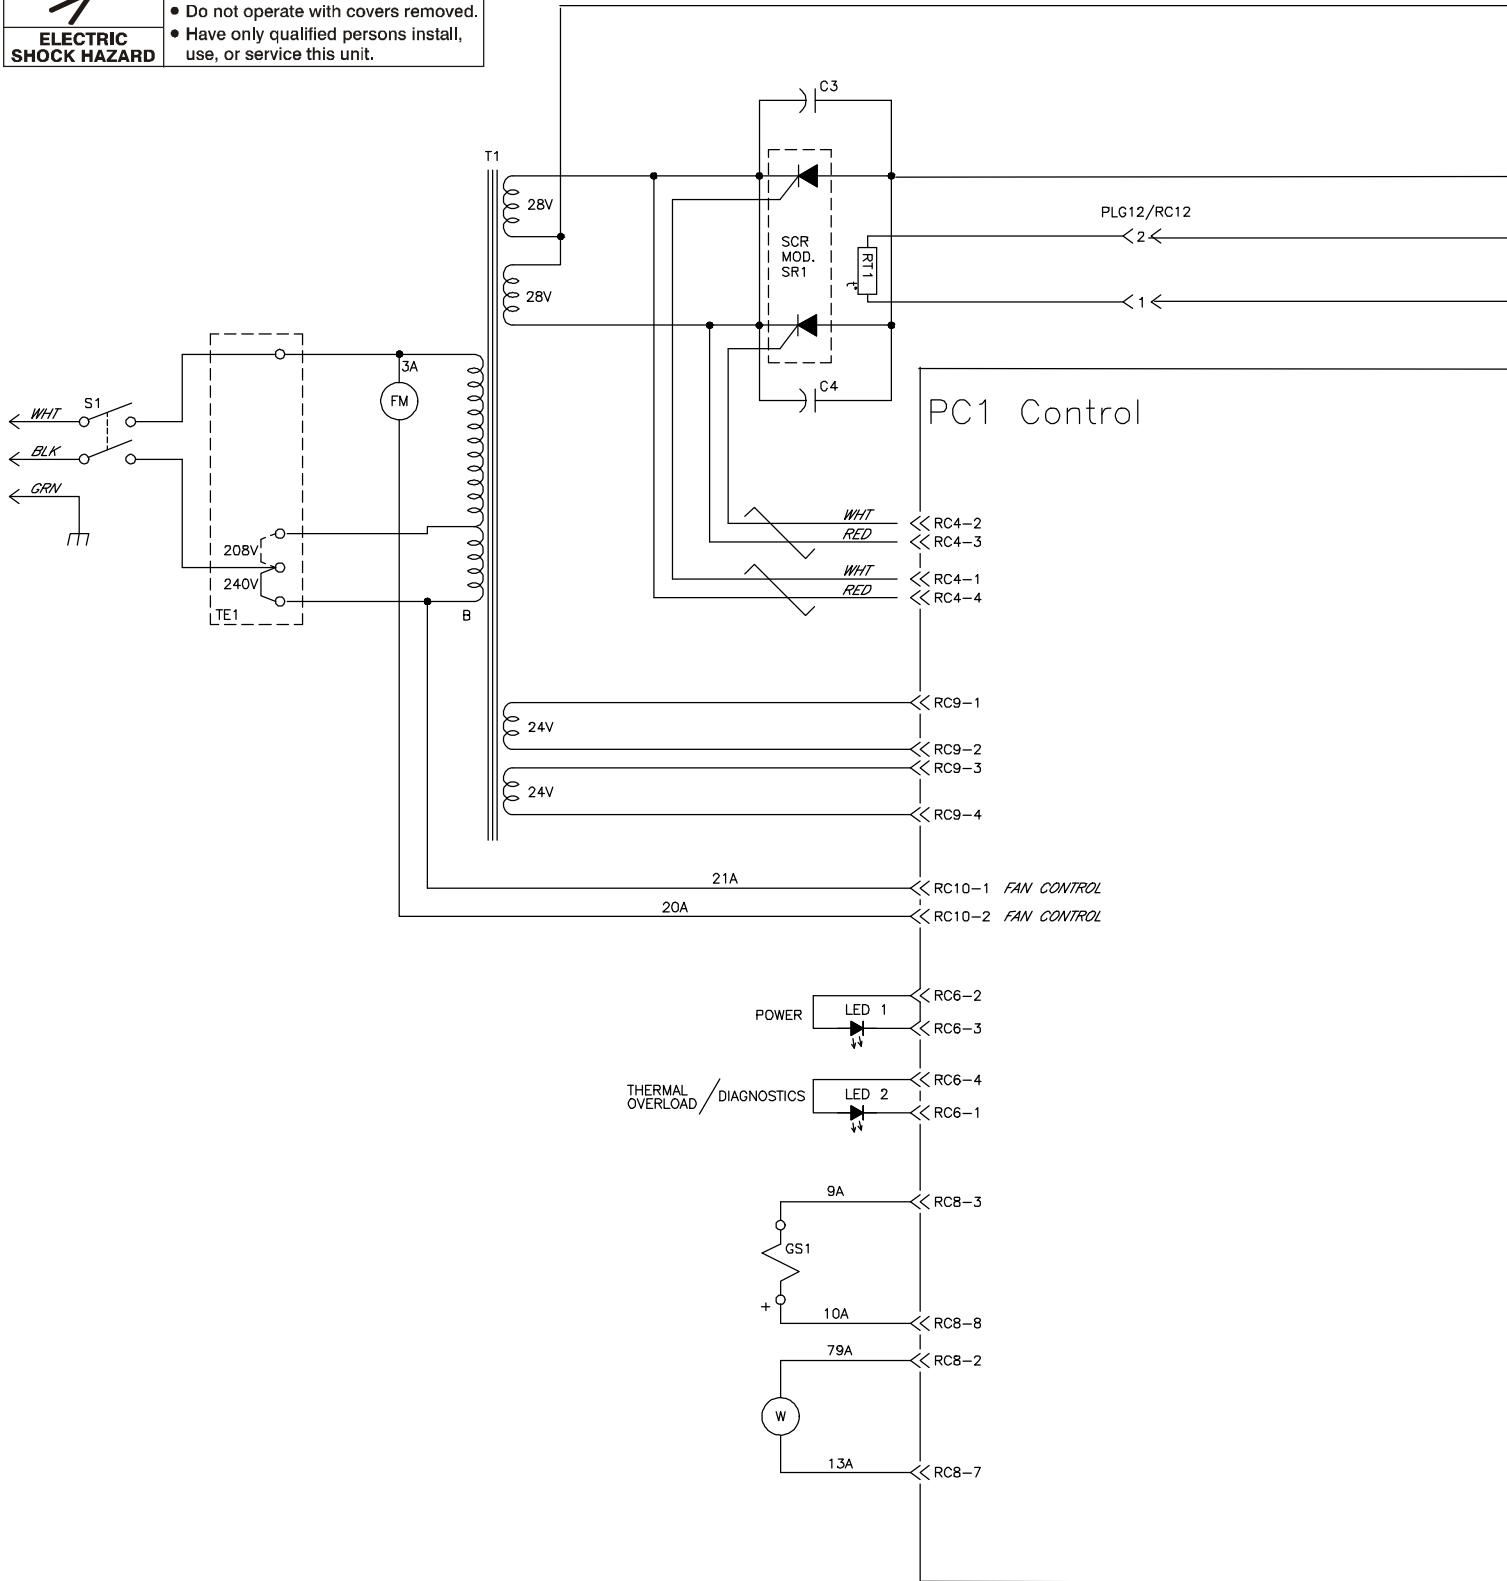 • Do not operate with covers removed.
ELECTRIC
SHOCK HAZARD
• Have only qualified persons install,
use, or service this unit.
C3
T1
28V
PLG12/RC12
2
SCR
MOD.
SR1
RT1
t°
28V
1
3A
FM
C4
S1
WHT
BLK
GRN
PC1 Control
WHT
RC4-2
RED
RC4-3
208V
WHT
RC4-1
240V
RED
RC4-4
TE1
B
RC9-1
24V
RC9-2
RC9-3
24V
RC9-4
21A
RC10-1 FAN CONTROL
20A
RC10-2 FAN CONTROL
RC6-2
POWER
LED 1
RC6-3
RC6-4
THERMAL
OVERLOAD / DIAGNOSTICS
LED 2
RC6-1
9A
RC8-3
GS1
+
10A
RC8-8
79A
RC8-2
W
13A
RC8-7